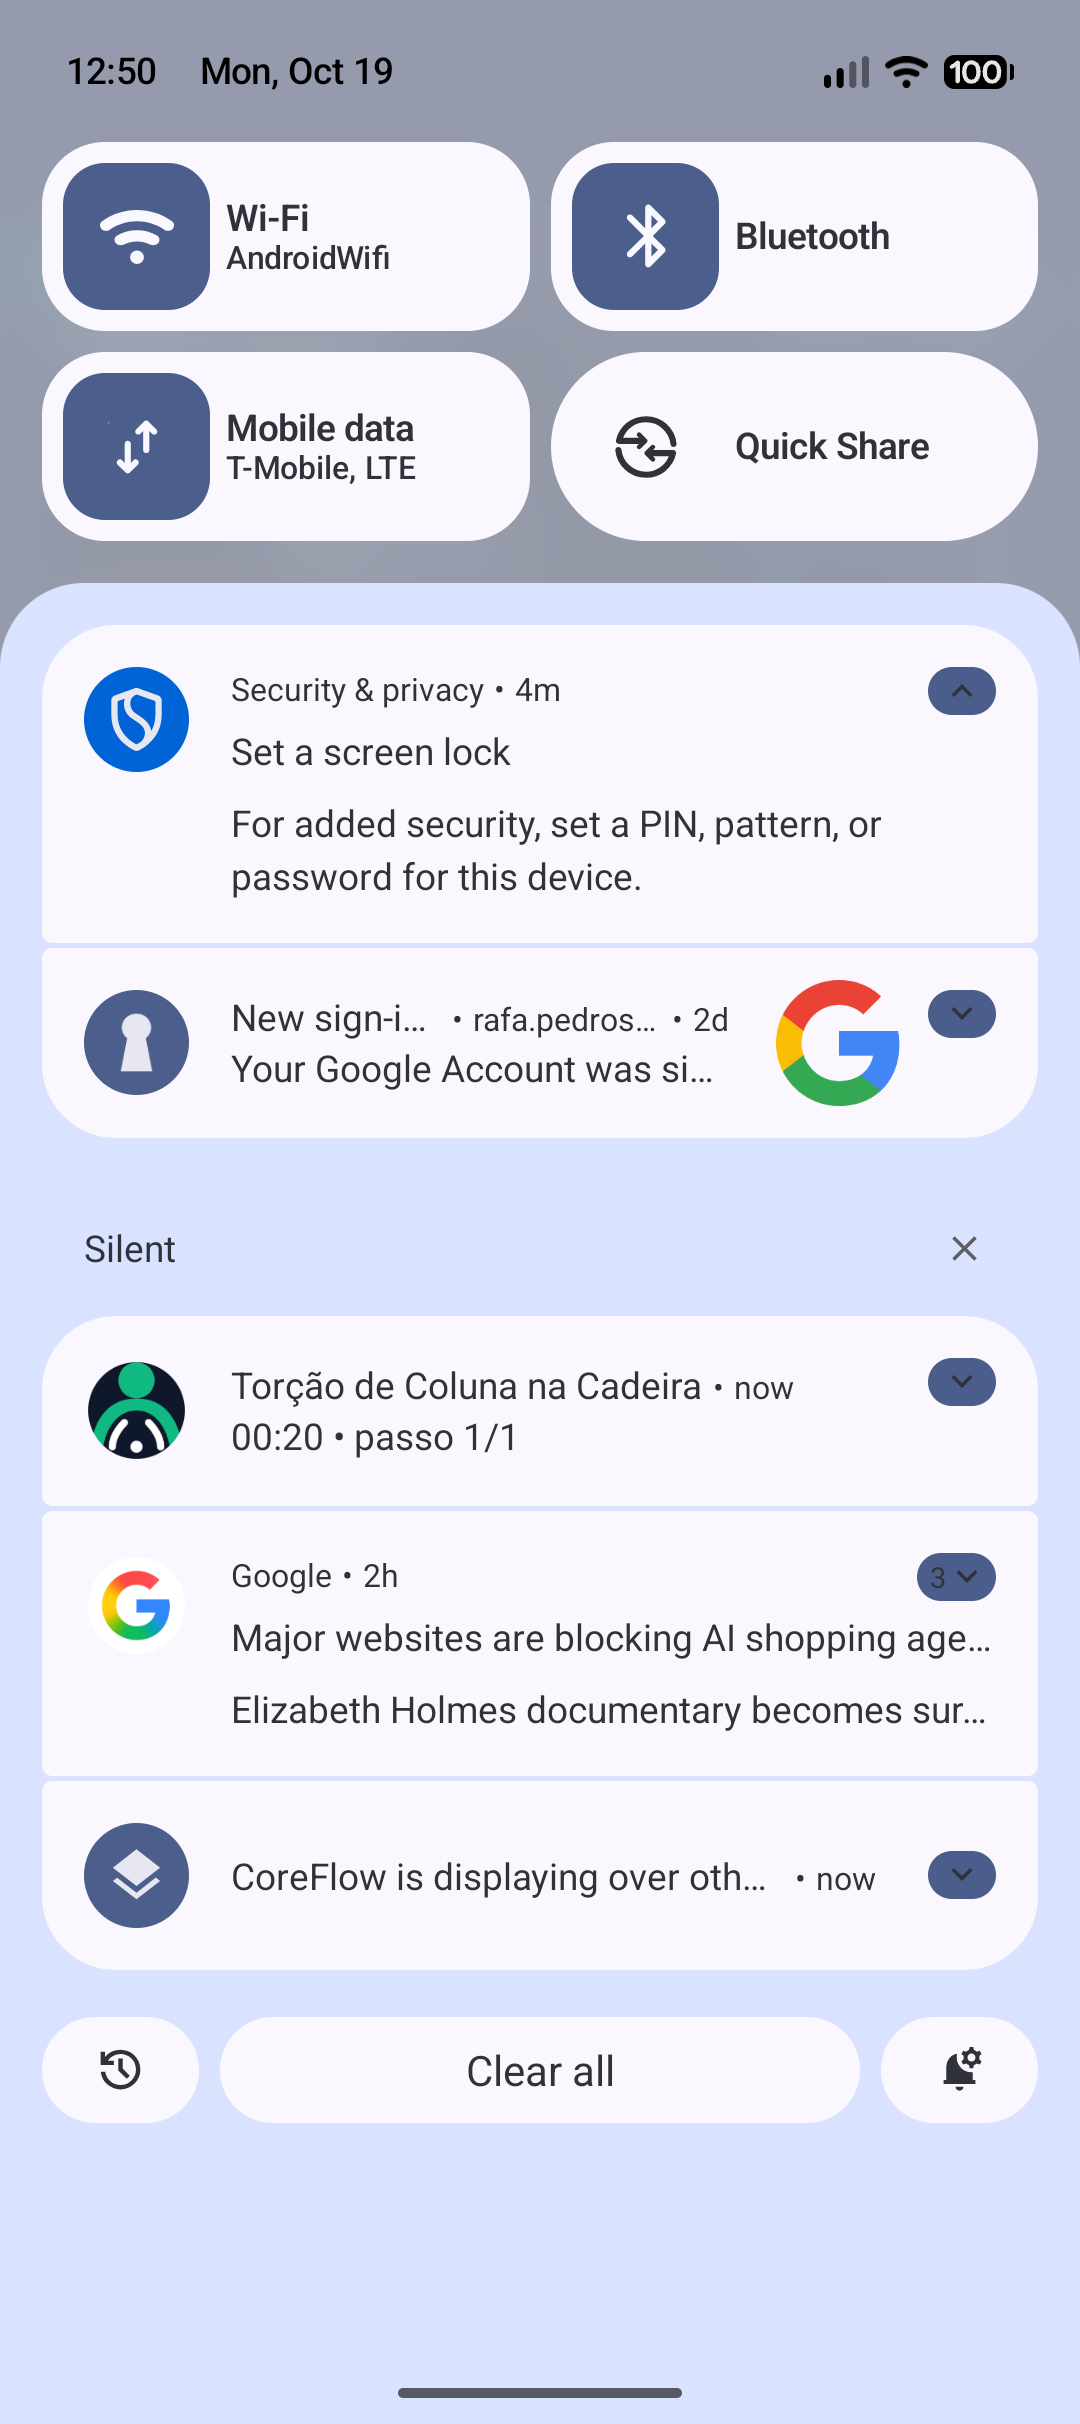 12:50 Mon, Oct 19
100
Wi-Fi
AndroidWifi
Bluetooth
Mobile data
T-Mobile, LTE
Quick Share
Security & privacy • 4m
Set a screen lock
For added security, set a PIN, pattern, or
password for this device.
New sign-i... • rafa.pedros... • 2d
Your Google Account was si...
Silent
Torção de Coluna na Cadeira • now
00:20 • passo 1/1
Google • 2h
3
Major websites are blocking AI shopping age...
Elizabeth Holmes documentary becomes sur...
CoreFlow is displaying over oth... • now
Clear all